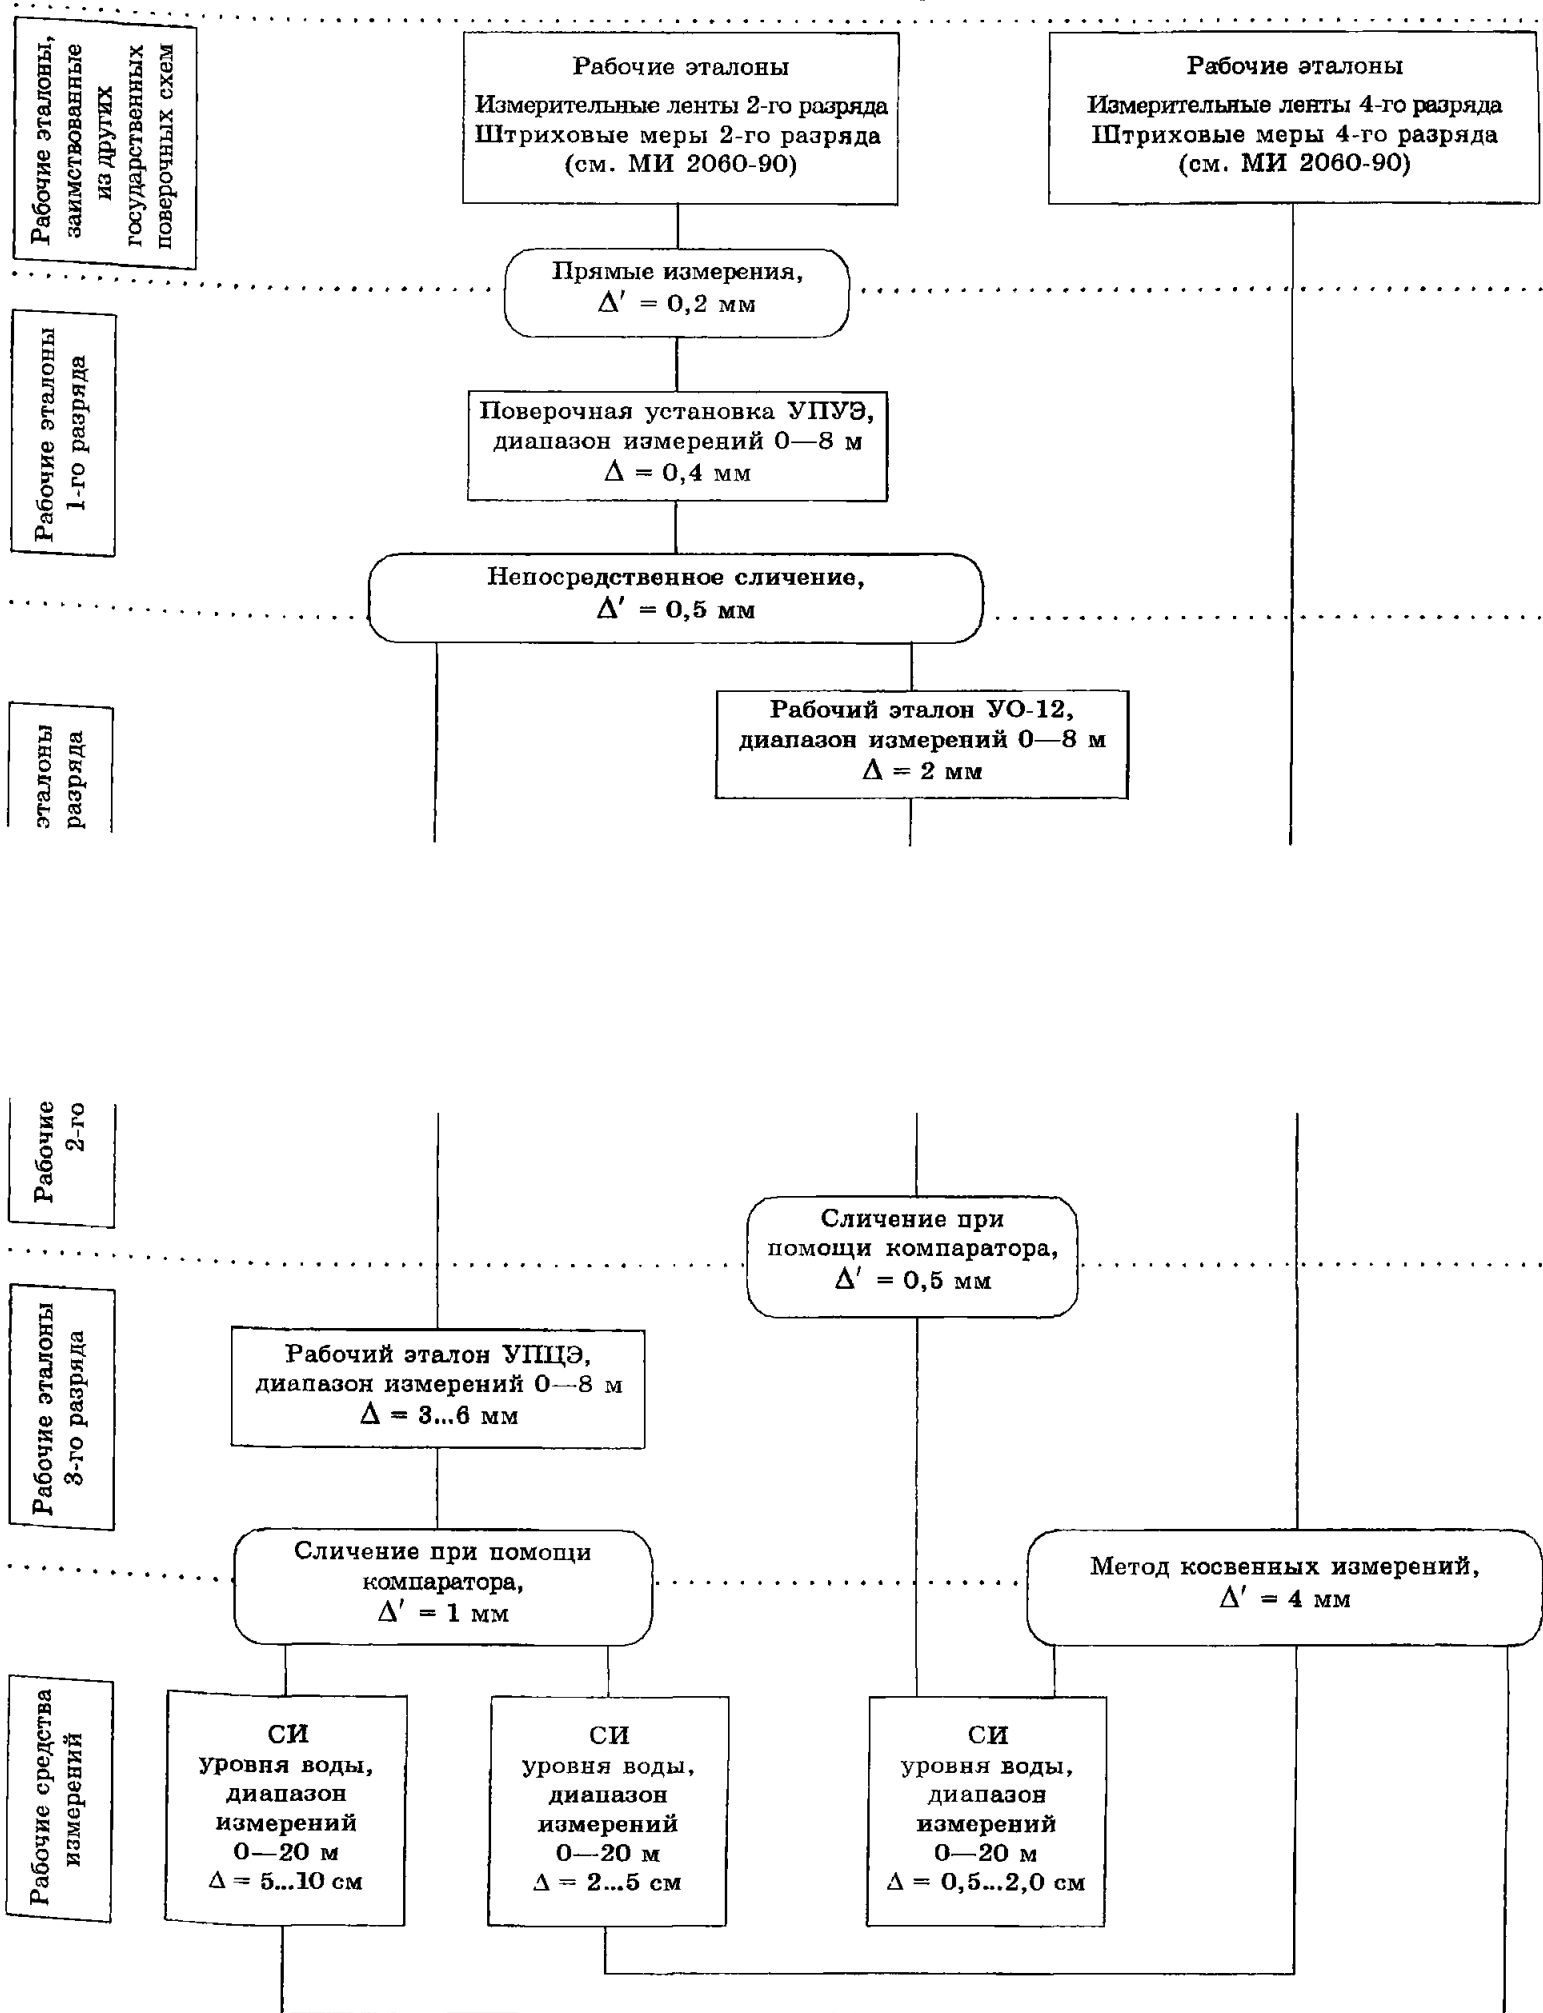 Рабочие эталоны,
заимствованные
из других
государственных
поверочных схем
Рабочие эталоны
Измерительные ленты 2-го разряда
Штриховые меры 2-го разряда
(см. МИ 2060-90)
Рабочие эталоны
Измерительные ленты 4-го разряда
Штриховые меры 4-го разряда
(см. МИ 2060-90)
Прямые измерения,
Δ′ = 0,2 мм
Рабочие эталоны
1-го разряда
Поверочная установка УПУЭ,
диапазон измерений 0—8 м
Δ = 0,4 мм
Непосредственное сличение,
Δ′ = 0,5 мм
эталоны
разряда
Рабочий эталон УО-12,
диапазон измерений 0—8 м
Δ = 2 мм
Рабочие
2-го
Сличение при
помощи компаратора,
Δ′ = 0,5 мм
Рабочие эталоны
3-го разряда
Рабочий эталон УПЦЭ,
диапазон измерений 0—8 м
Δ = 3...6 мм
Сличение при помощи
компаратора,
Δ′ = 1 мм
Метод косвенных измерений,
Δ′ = 4 мм
Рабочие средства
измерений
СИ
уровня воды,
диапазон
измерений
0—20 м
Δ = 5...10 см
СИ
уровня воды,
диапазон
измерений
0—20 м
Δ = 2...5 см
СИ
уровня воды,
диапазон
измерений
0—20 м
Δ = 0,5...2,0 см